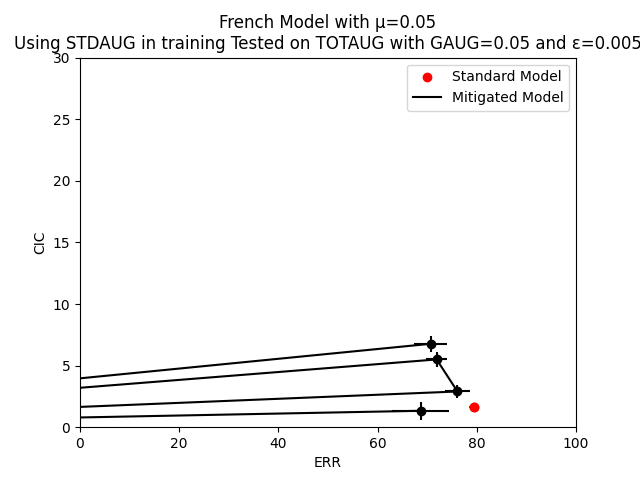 French Model with μ=0.05
Using STDAUG in training Tested on TOTAUG with GAUG=0.05 and ε=0.005
30
25
20
15
10
5
0
CIC
Standard Model
Mitigated Model
0 20 40 60 80 100
ERR